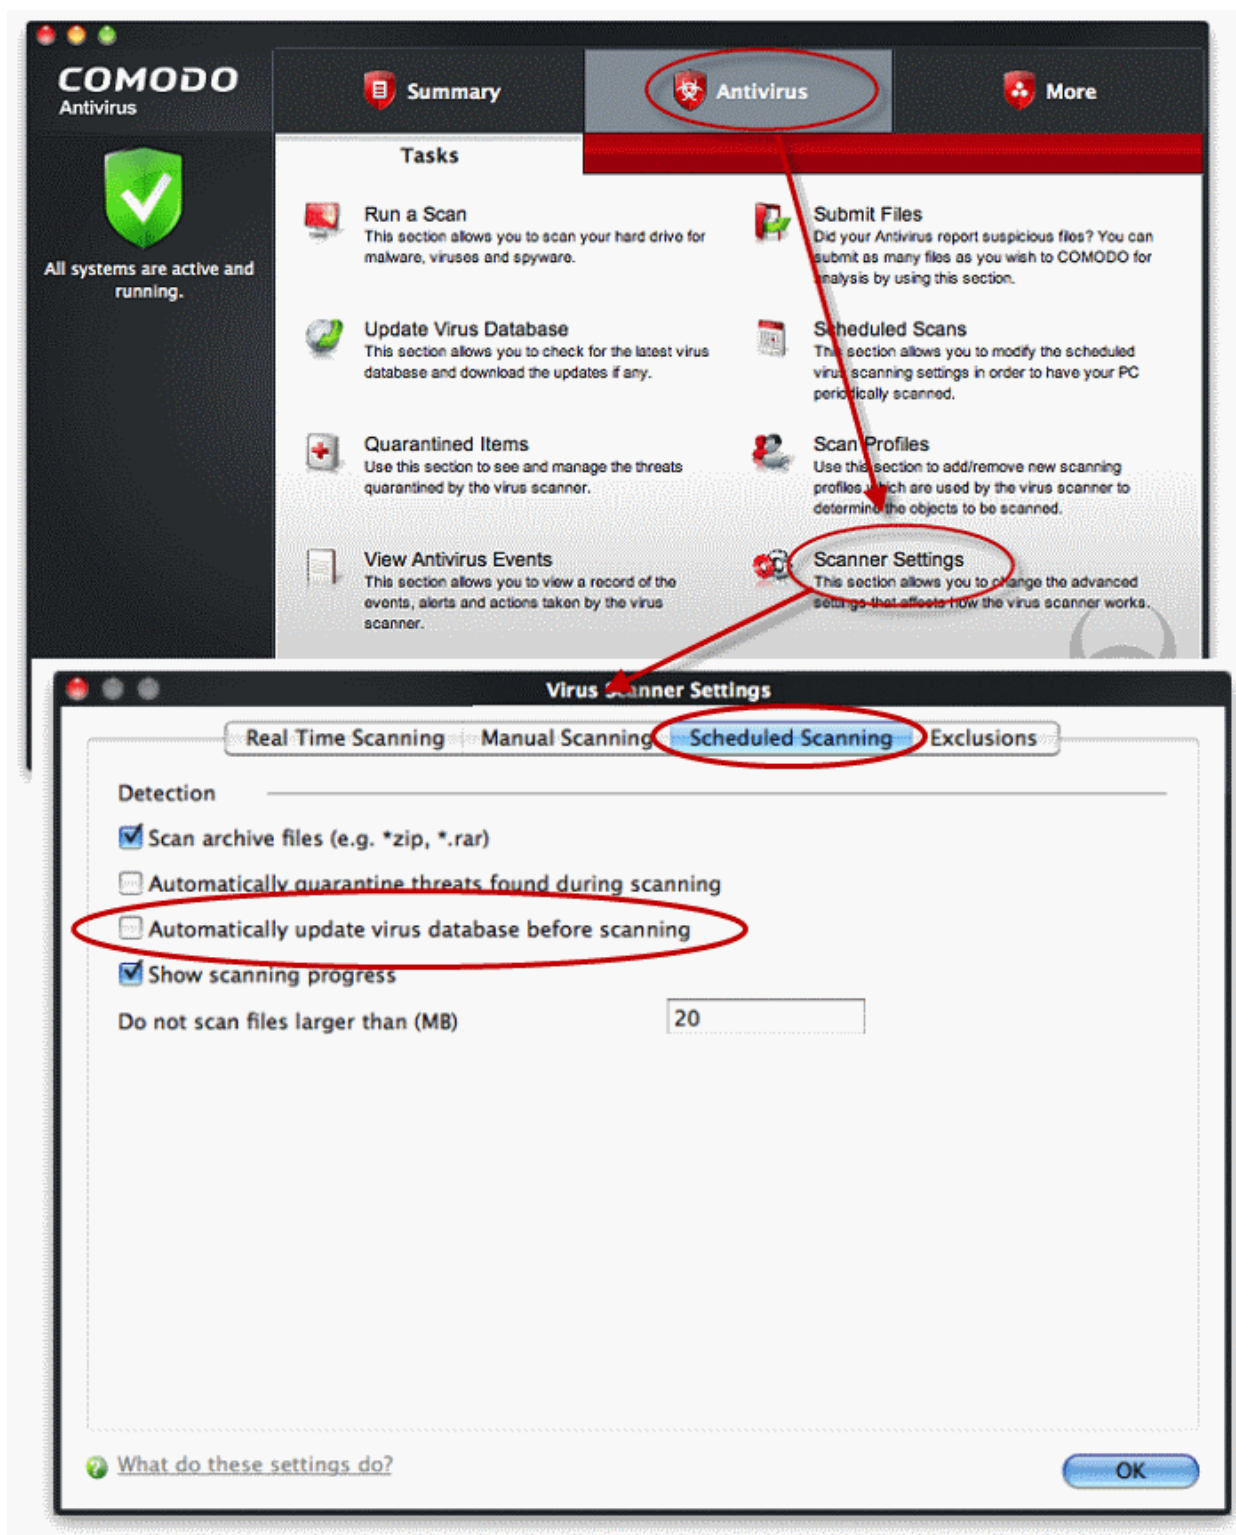 COMODO
Antivirus
Summary
Antivirus
More
All systems are active and
running.
Tasks
Run a Scan
This section allows you to scan your hard drive for
malware, viruses and spyware.
Submit Files
Did your Antivirus report suspicious files? You can
submit as many files as you wish to COMODO for
analysis by using this section.
Update Virus Database
This section allows you to check for the latest virus
database and download the updates if any.
Scheduled Scans
This section allows you to modify the scheduled
virus scanning settings in order to have your PC
periodically scanned.
Quarantined Items
Use this section to see and manage the threats
quarantined by the virus scanner.
Scan Profiles
Use this section to add/remove new scanning
profiles which are used by the virus scanner to
determine the objects to be scanned.
View Antivirus Events
This section allows you to view a record of the
events, alerts and actions taken by the virus
scanner.
Scanner Settings
This section allows you to change the advanced
settings that affects how the virus scanner works.
Virus Scanner Settings
Real Time Scanning
Manual Scanning
Scheduled Scanning
Exclusions
Detection
Scan archive files (e.g. *zip, *.rar)
Automatically quarantine threats found during scanning
Automatically update virus database before scanning
Show scanning progress
Do not scan files larger than (MB) 20
What do these settings do?
OK